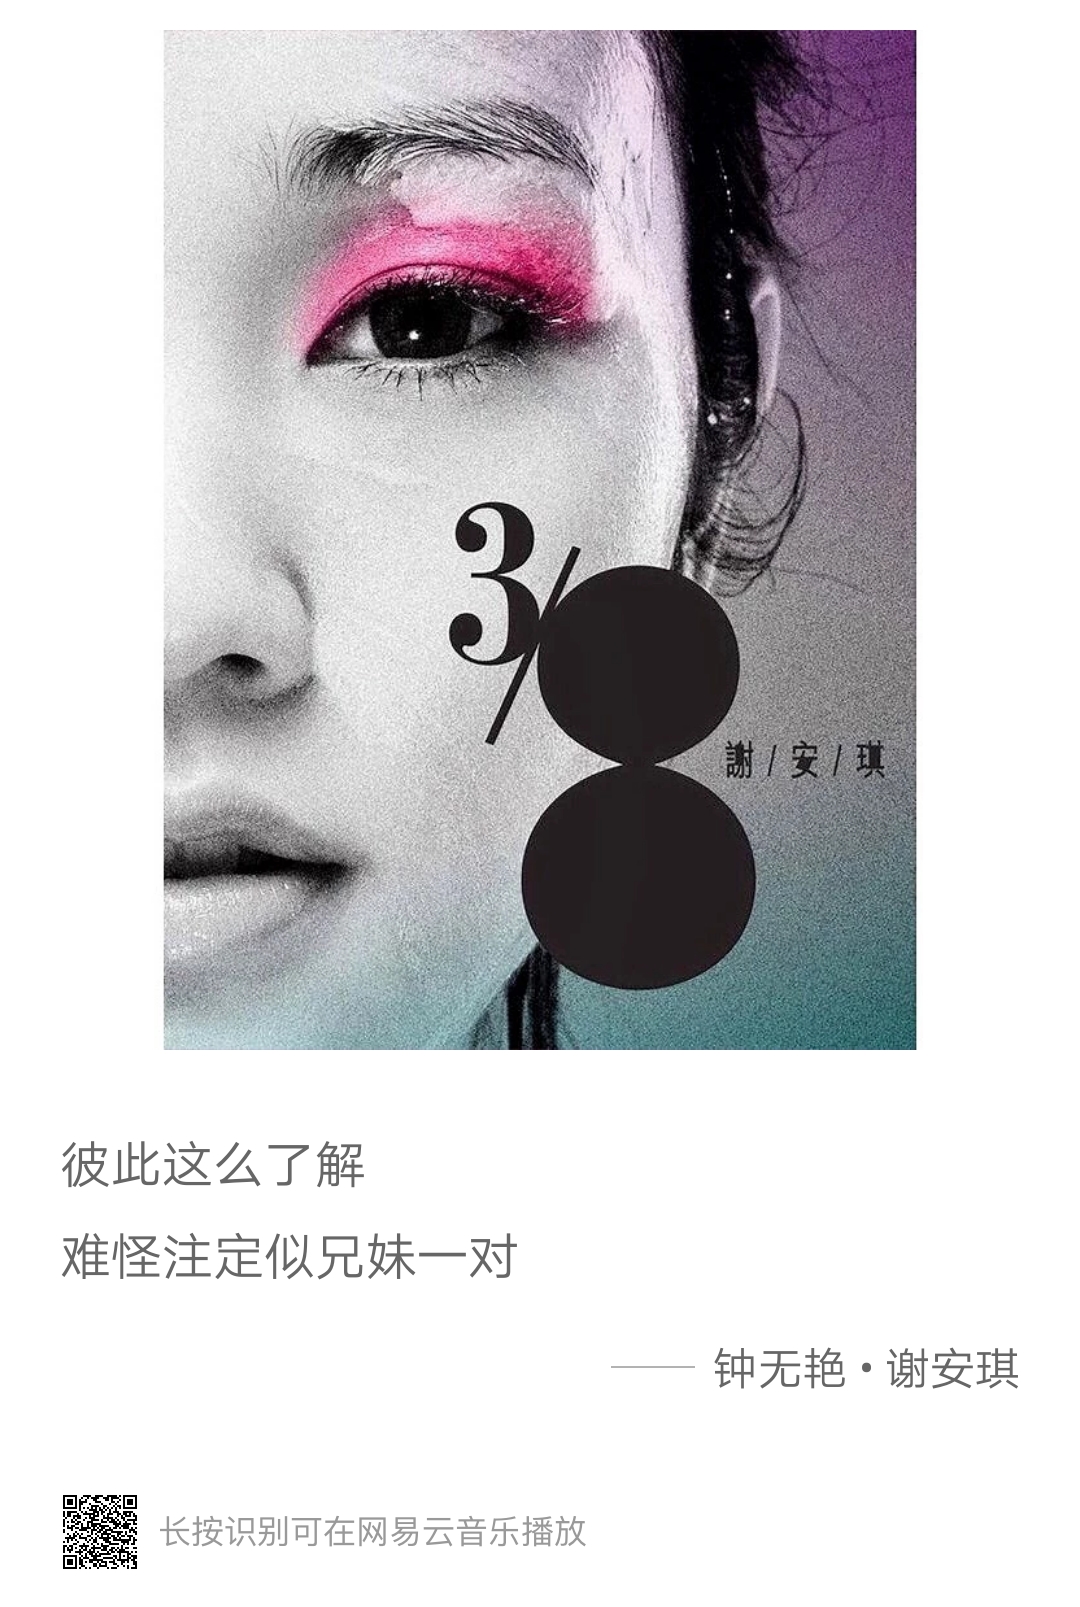 3/8
謝/安/琪
彼此这么了解
难怪注定似兄妹一对
—— 钟无艳•谢安琪
长按识别可在网易云音乐播放